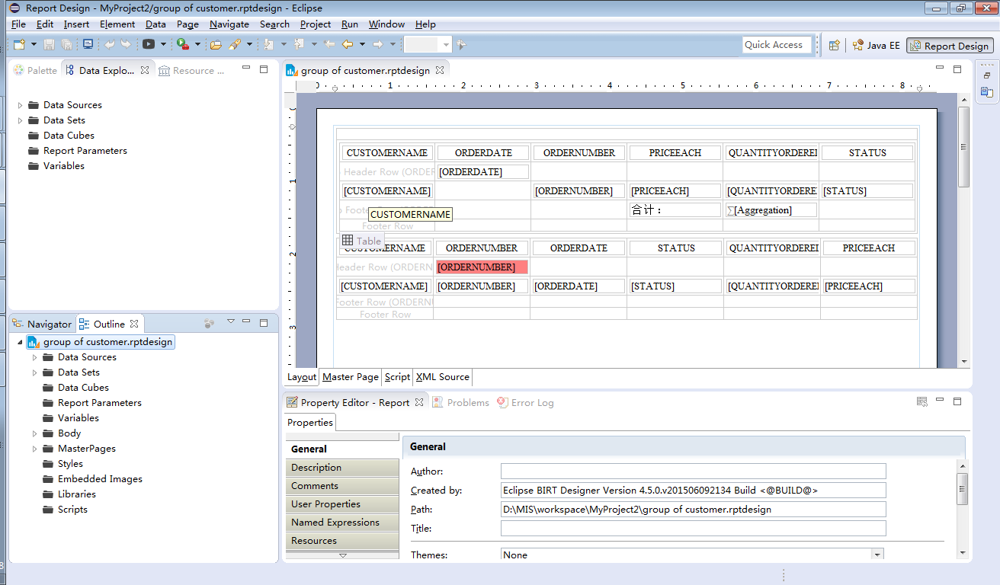 Report Design - MyProject2/group of customer.rptdesign - Eclipse
File Edit Insert Element Data Page Navigate Search Project Run Window Help
Quick Access Java EE Report Design
Palette Data Explo... Resource ...
Data Sources
Data Sets
Data Cubes
Report Parameters
Variables
Navigator Outline
group of customer.rptdesign
Data Sources
Data Sets
Data Cubes
Report Parameters
Variables
Body
MasterPages
Styles
Embedded Images
Libraries
Scripts
group of customer.rptdesign
0 1 2 3 4 5 6 7 8
1
2
3
CUSTOMERNAME ORDERDATE ORDERNUMBER PRICEEACH QUANTITYORDEREI STATUS
Header Row (ORDER [ORDERDATE]
[CUSTOMERNAME] [ORDERNUMBER] [PRICEEACH] [QUANTITYORDEREI [STATUS]
合计： ∑[Aggregation]
CUSTOMERNAME
Footer Row
Table
CUSTOMERNAME ORDERNUMBER ORDERDATE STATUS QUANTITYORDEREI PRICEEACH
Header Row (ORDERN [ORDERNUMBER]
[CUSTOMERNAME] [ORDERNUMBER] [ORDERDATE] [STATUS] [QUANTITYORDEREI [PRICEEACH]
Footer Row (ORDERNU
Footer Row
Layout Master Page Script XML Source
Property Editor - Report Problems Error Log
Properties
General
Description
Comments
User Properties
Named Expressions
Resources
General
Author:
Created by: Eclipse BIRT Designer Version 4.5.0.v201506092134 Build <@BUILD@>
Path: D:\MIS\workspace\MyProject2\group of customer.rptdesign
Title:
Themes: None